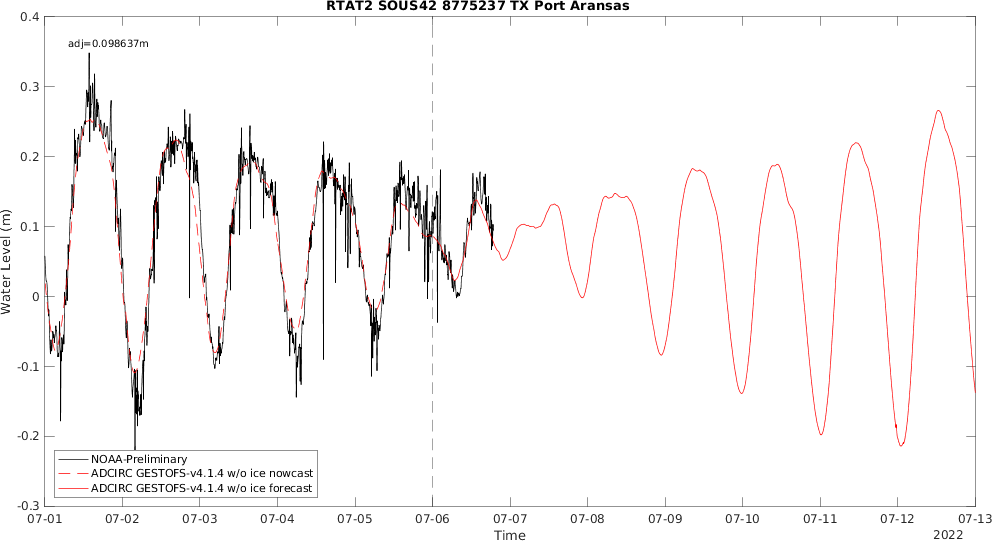 RTAT2 SOUS42 8775237 TX Port Aransas
adj=0.098637m
0.4
0.3
0.2
0.1
0
-0.1
-0.2
-0.3
Water Level (m)
NOAA-Preliminary
ADCIRC GESTOFS-v4.1.4 w/o ice nowcast
ADCIRC GESTOFS-v4.1.4 w/o ice forecast
07-01 07-02 07-03 07-04 07-05 07-06 07-07 07-08 07-09 07-10 07-11 07-12 07-13
Time
2022